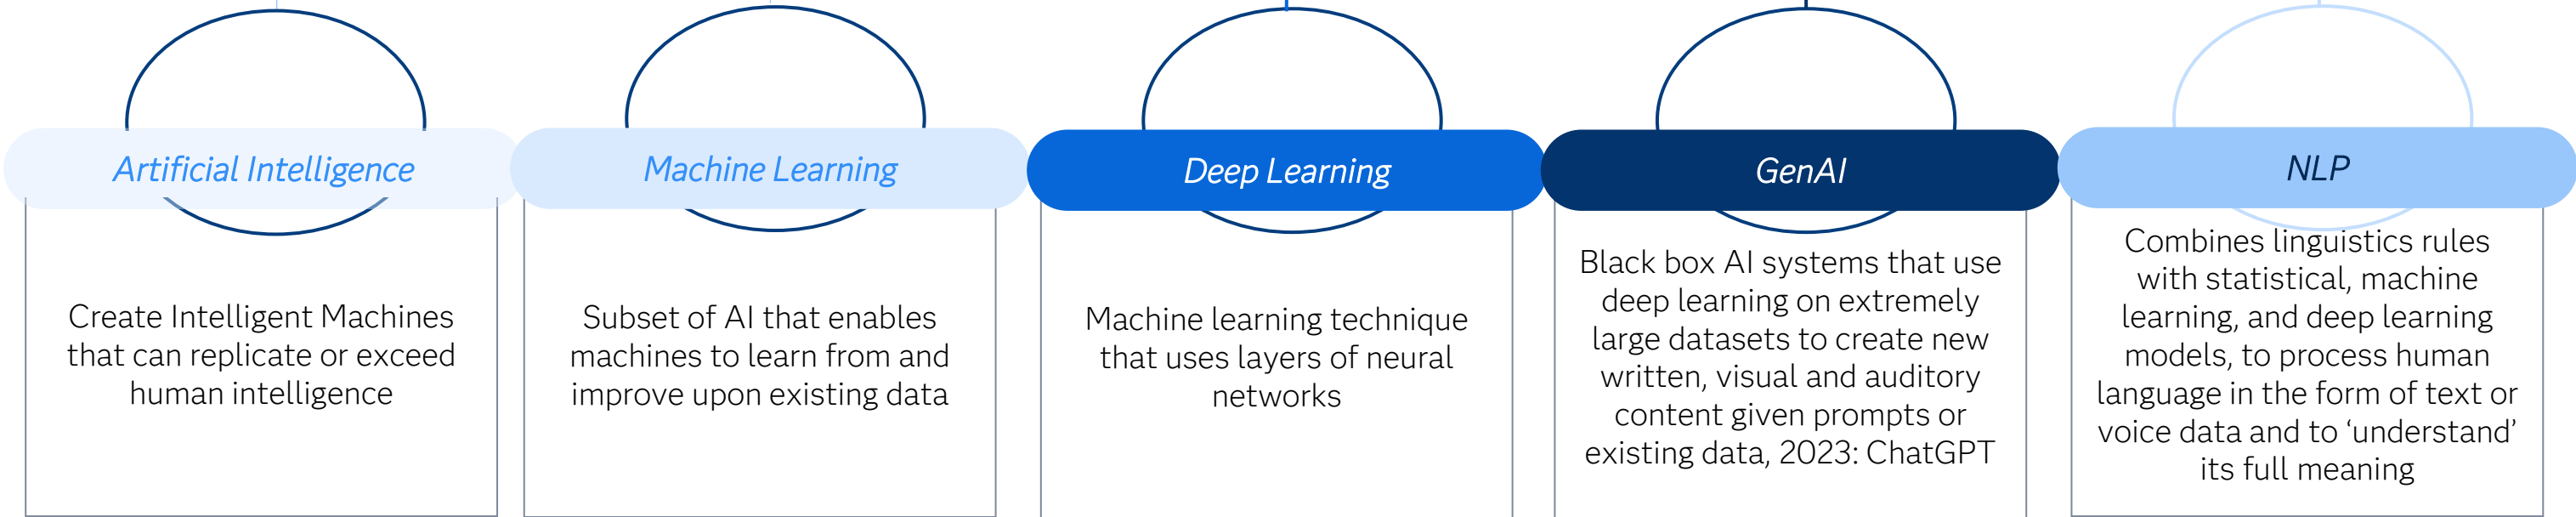 Artificial Intelligence
Create Intelligent Machines
that can replicate or exceed
human intelligence
Machine Learning
Subset of AI that enables
machines to learn from and
improve upon existing data
Deep Learning
Machine learning technique
that uses layers of neural
networks
GenAI
Black box AI systems that use
deep learning on extremely
large datasets to create new
written, visual and auditory
content given prompts or
existing data, 2023: ChatGPT
NLP
Combines linguistics rules
with statistical, machine
learning, and deep learning
models, to process human
language in the form of text or
voice data and to ‘understand’
its full meaning